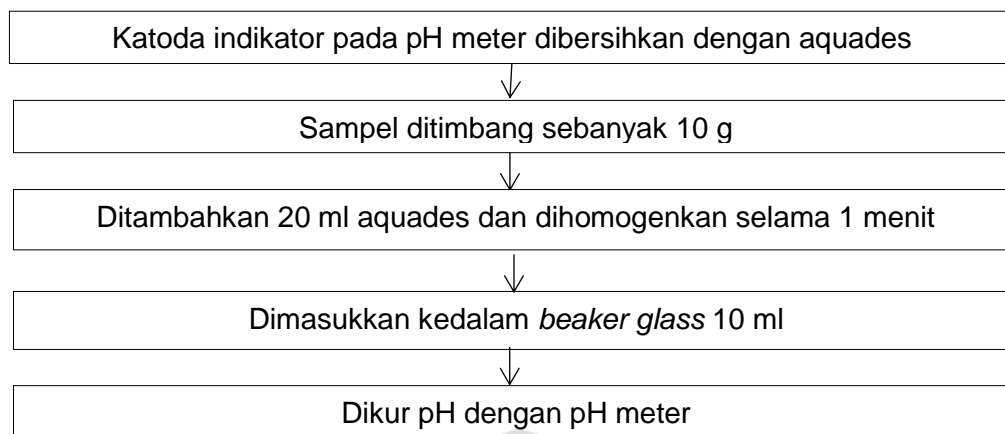 Katoda indikator pada pH meter dibersihkan dengan aquades
Sampel ditimbang sebanyak 10 g
Ditambahkan 20 ml aquades dan dihomogenkan selama 1 menit
Dimasukkan kedalam beaker glass 10 ml
Dikur pH dengan pH meter